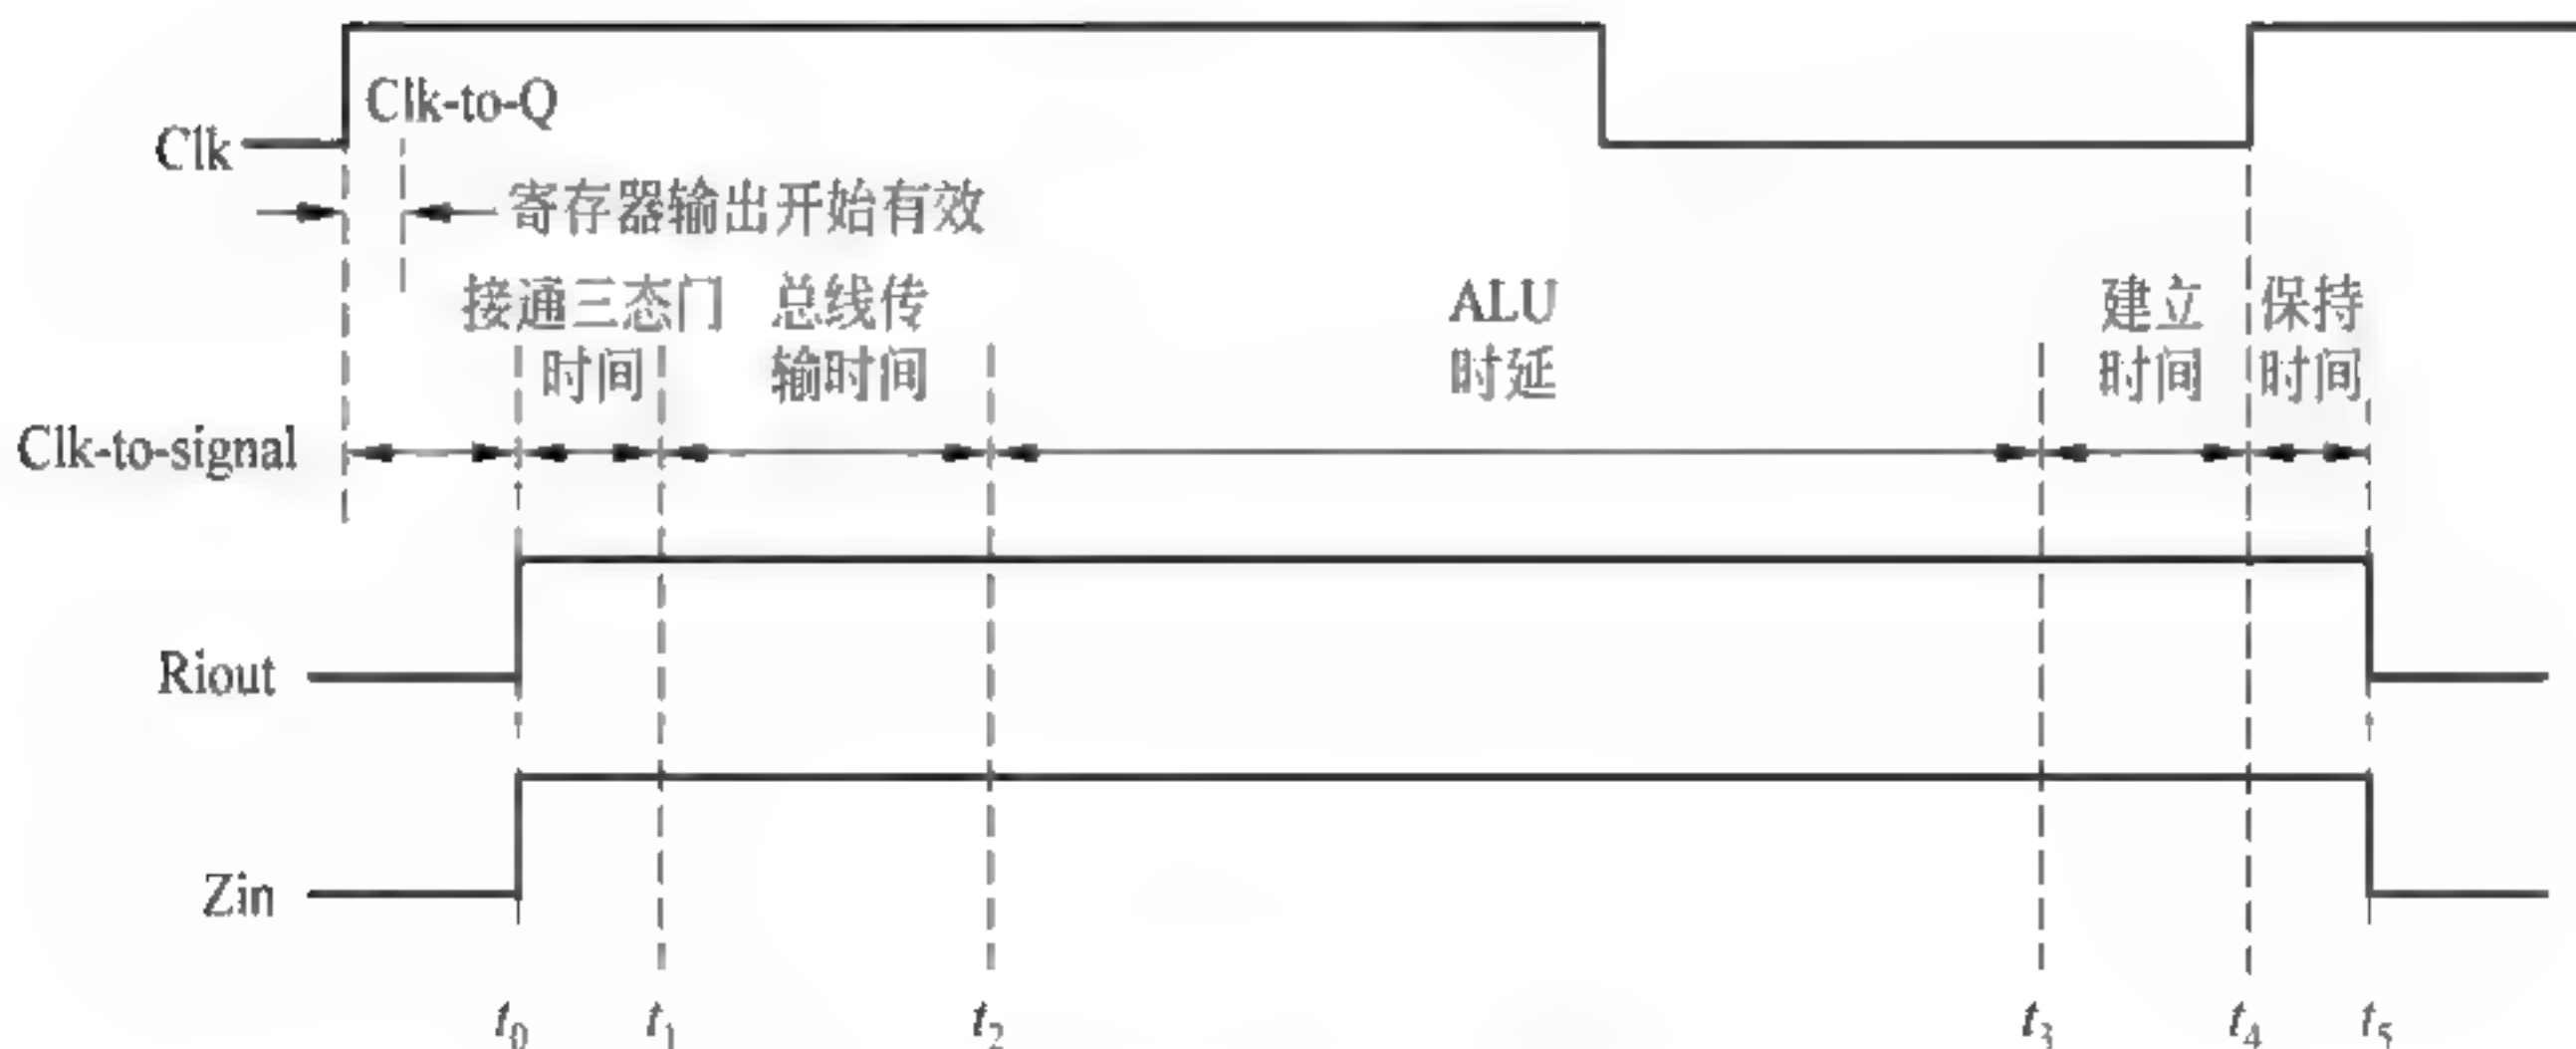 Clk-to-Q
Clk
寄存器输出开始有效
接通三态门
时间
总线传
输时间
ALU
时延
建立
时间
保持
时间
Clk-to-signal
Riout
Zin
t₀ t₁ t₂ t₃ t₄ t₅